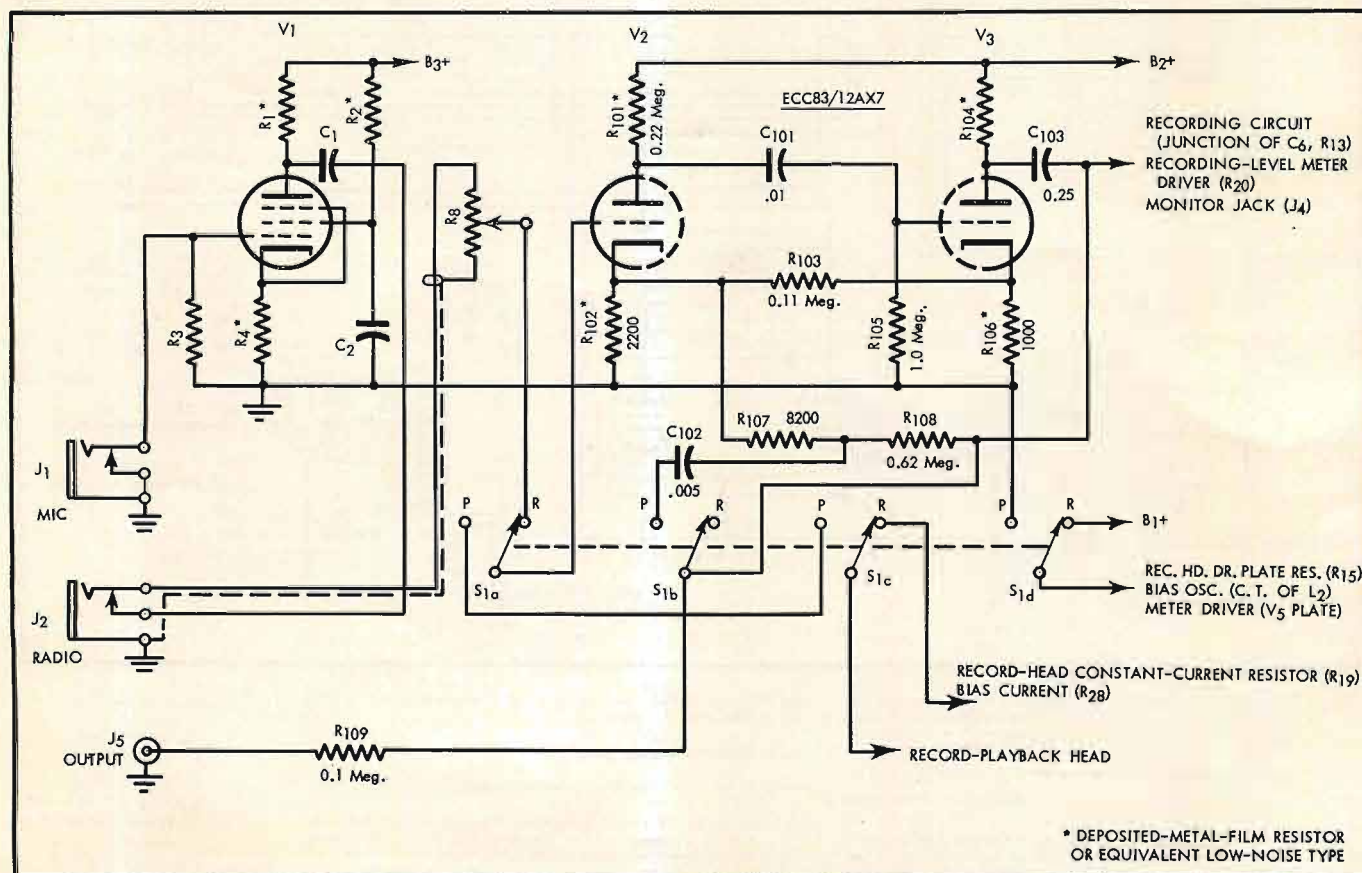 V1
V2
V3
B3+
B2+
R1*
R2*
C1
R101*
0.22 Meg.
ECC83/12AX7
R104*
C101
.01
C103
0.25
RECORDING CIRCUIT
(JUNCTION OF C6, R13)
RECORDING-LEVEL METER
DRIVER (R20)
MONITOR JACK (J4)
R8
R103
0.11 Meg.
R3
R4*
C2
R102*
2200
R105
1.0 Meg.
R106*
1000
R107 8200
R108
0.62 Meg.
C102
.005
J1
MIC
P
R
P
R
P
R
P
R
B1+
S1a
S1b
S1c
S1d
REC. HD. DR. PLATE RES. (R15)
BIAS OSC. (C.T. OF L2)
METER DRIVER (V5 PLATE)
J2
RADIO
RECORD-HEAD CONSTANT-CURRENT RESISTOR (R19)
BIAS CURRENT (R28)
J5
OUTPUT
R109
0.1 Meg.
RECORD-PLAYBACK HEAD
* DEPOSITED-METAL-FILM RESISTOR
OR EQUIVALENT LOW-NOISE TYPE